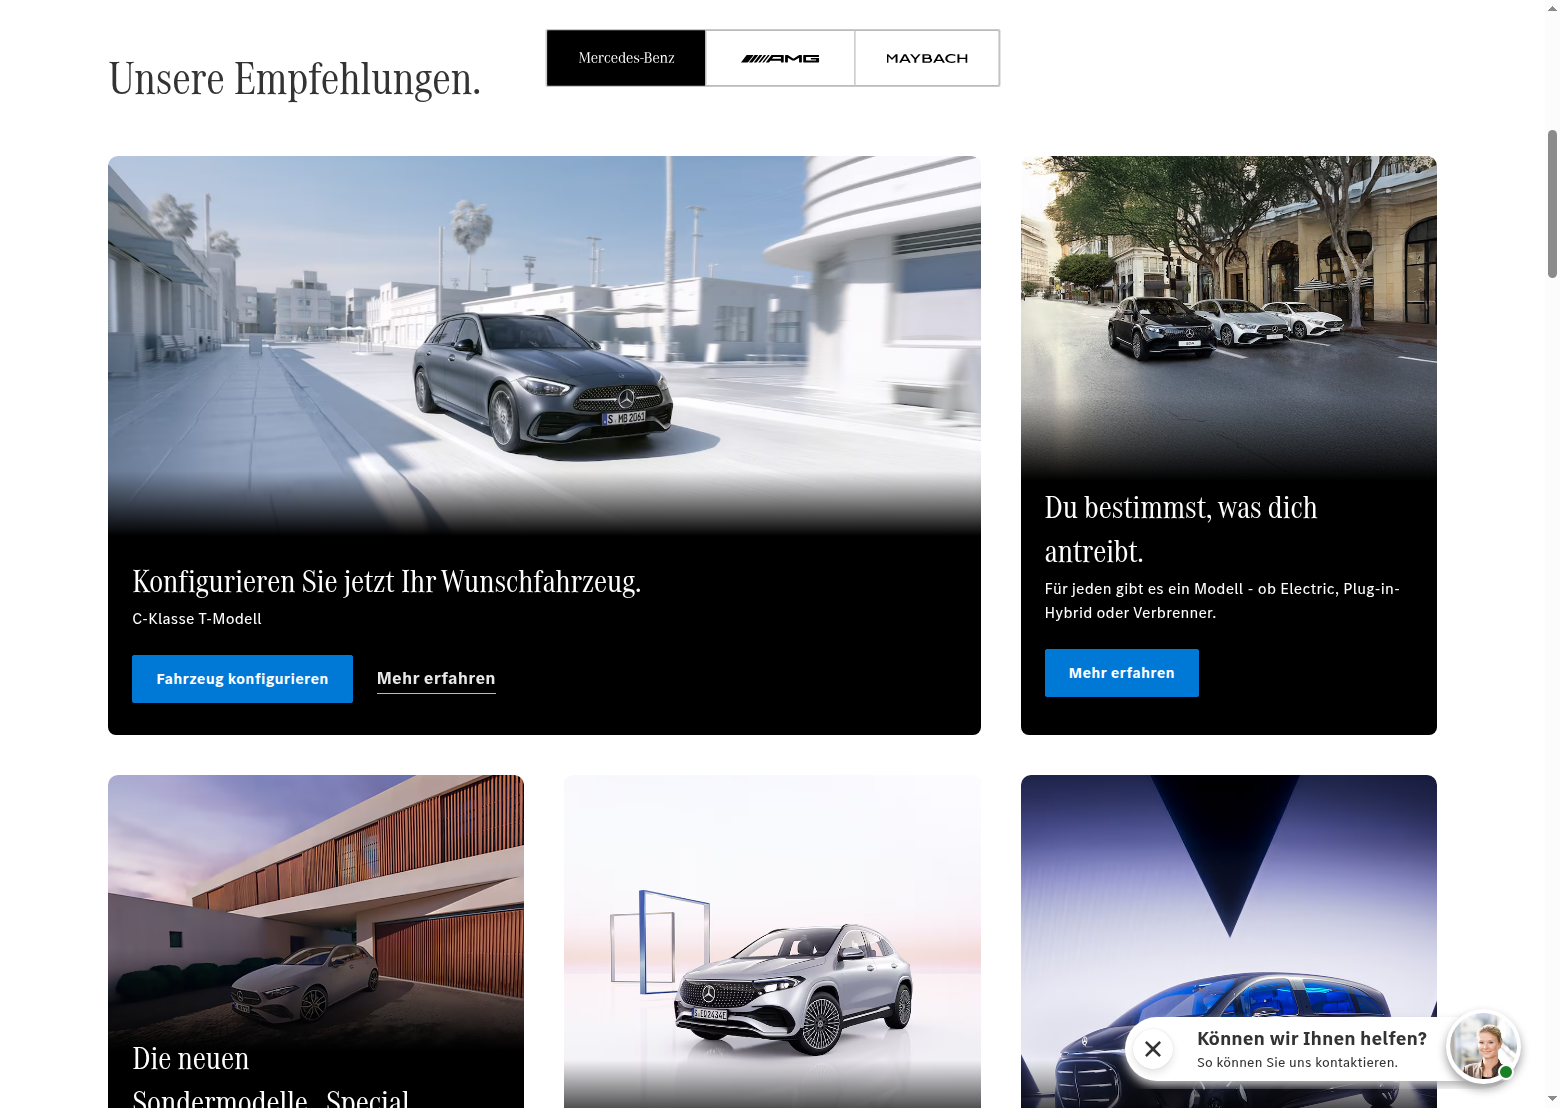 Unsere Empfehlungen.
Mercedes-Benz
AMG
MAYBACH
S MB 2061
Konfigurieren Sie jetzt Ihr Wunschfahrzeug.
C-Klasse T-Modell
Fahrzeug konfigurieren
Mehr erfahren
Du bestimmst, was dich
antreibt.
Für jeden gibt es ein Modell - ob Electric, Plug-in-
Hybrid oder Verbrenner.
Mehr erfahren
Die neuen
Sondermodelle „Special
Können wir Ihnen helfen?
So können Sie uns kontaktieren.